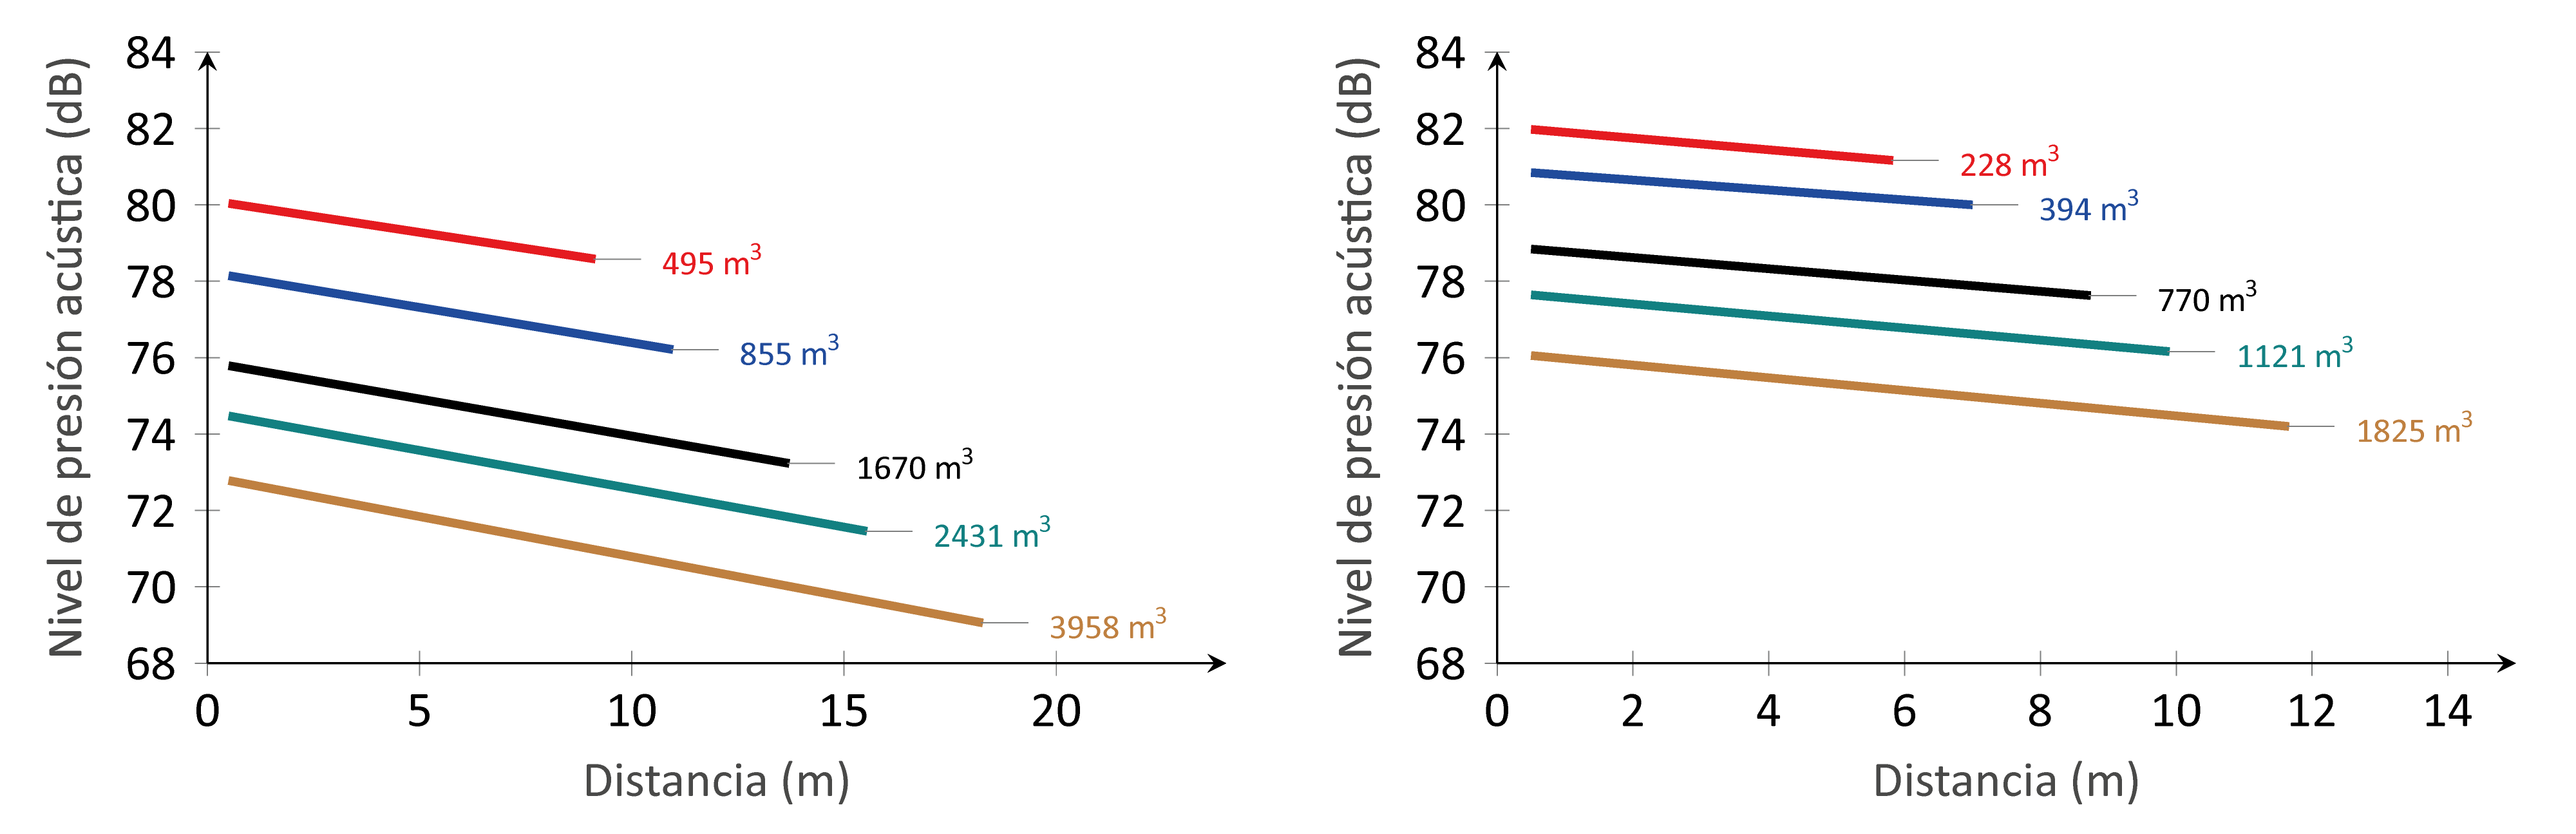 Nivel de presión acústica (dB)
84
82
80
78
76
74
72
70
68
495 m³
855 m³
1670 m³
2431 m³
3958 m³
0 5 10 15 20
Distancia (m)
Nivel de presión acústica (dB)
84
82
80
78
76
74
72
70
68
228 m³
394 m³
770 m³
1121 m³
1825 m³
0 2 4 6 8 10 12 14
Distancia (m)